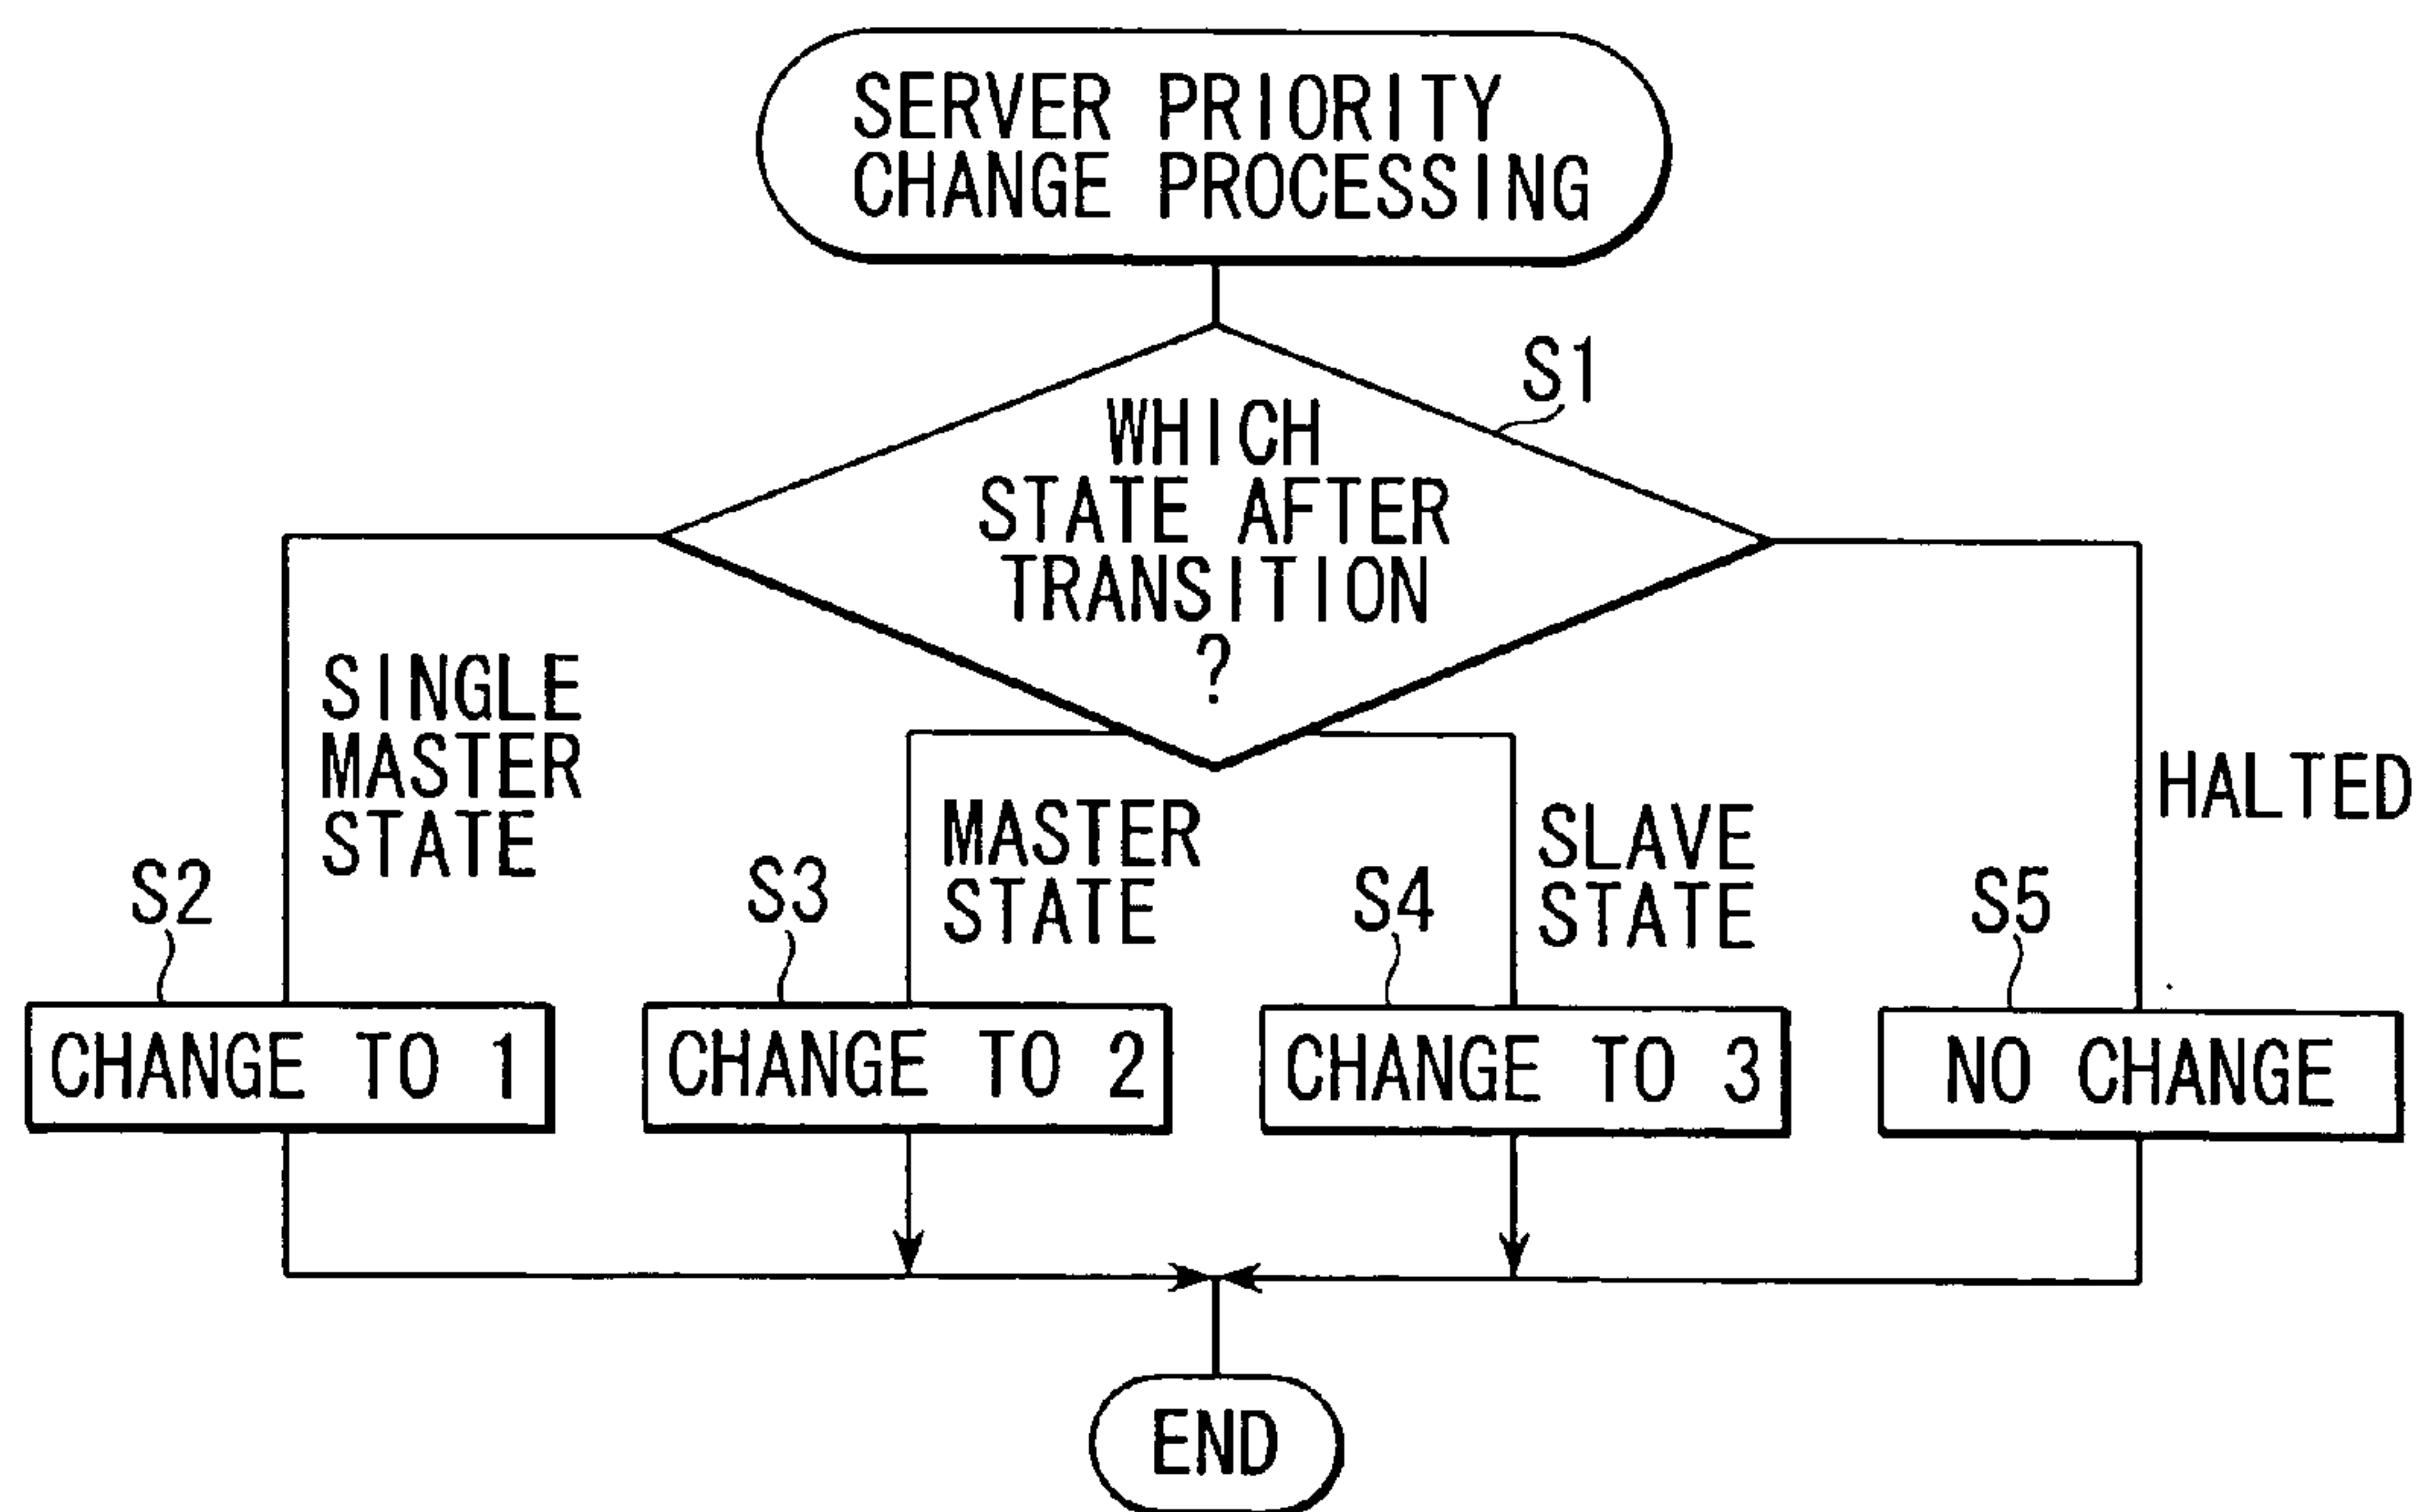 SERVER PRIORITY
CHANGE PROCESSING
S1
WHICH
STATE AFTER
TRANSITION
?
SINGLE
MASTER
STATE
MASTER
STATE
SLAVE
STATE
HALTED
S2
S3
S4
S5
CHANGE TO 1
CHANGE TO 2
CHANGE TO 3
NO CHANGE
END